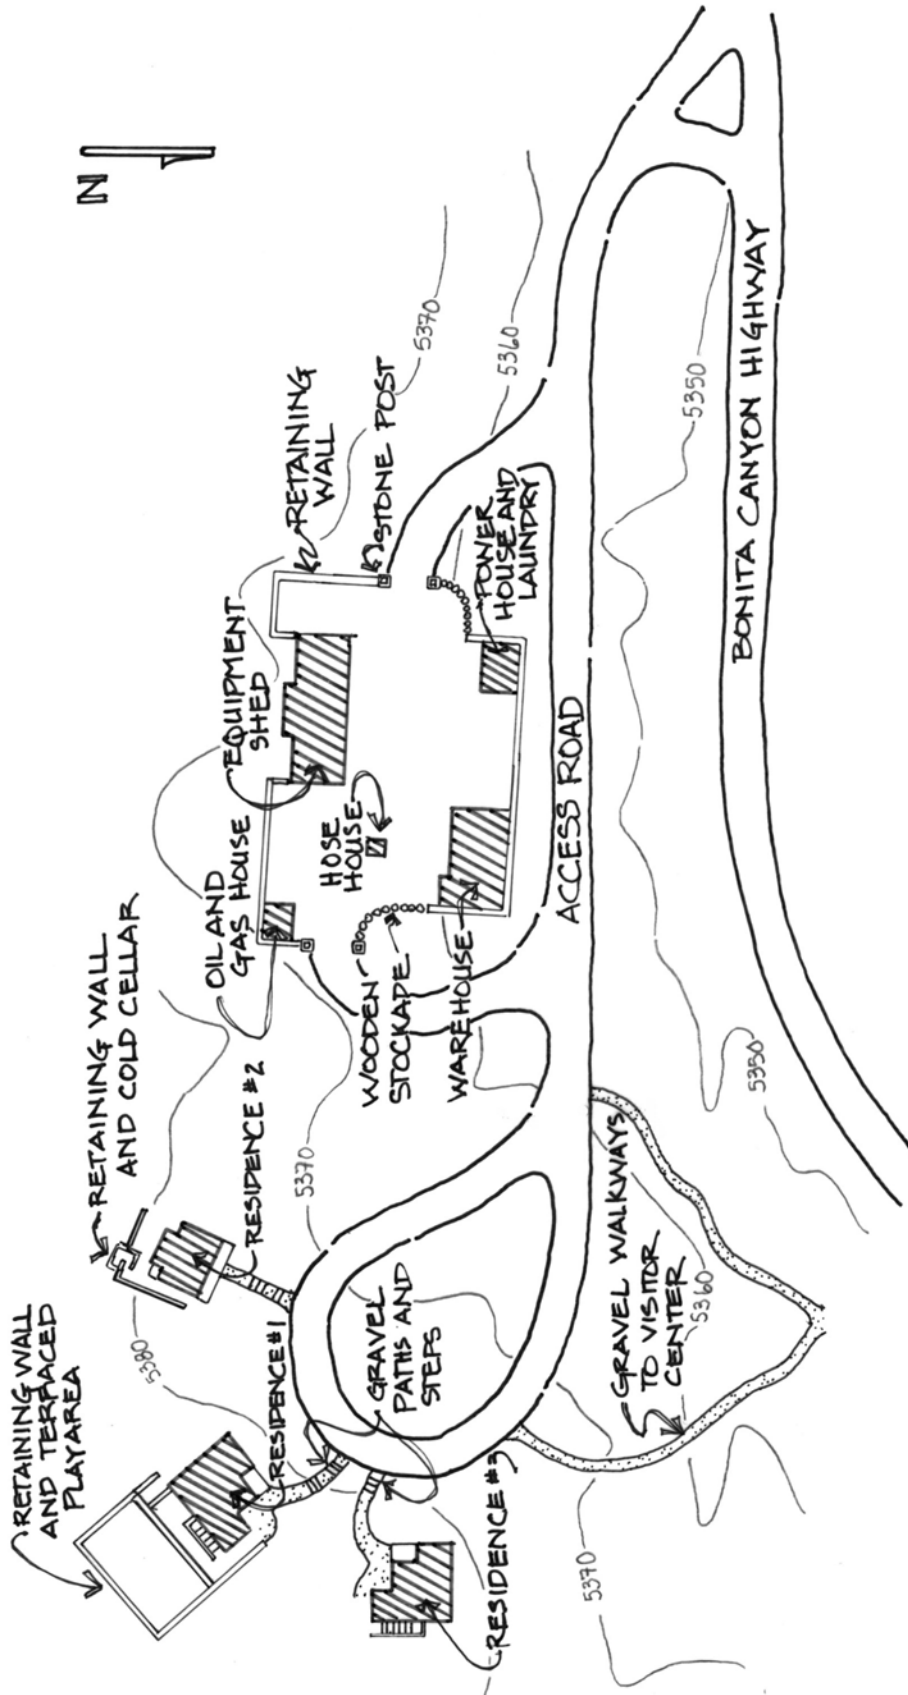 N
RETAINING WALL
AND TERRACED
PLAYAREA
RETAINING WALL
AND COLD CELLAR
OIL AND
GAS HOUSE
EQUIPMENT
SHED
RETAINING
WALL
STONE POST
5370
5360
5380
RESIDENCE #1
RESIDENCE #2
5370
HOSE
HOUSE
WOODEN
STOCKADE
WAREHOUSE
POWER
HOUSE AND
LAUNDRY
GRAVEL
PATHS AND
STEPS
RESIDENCE #3
ACCESS ROAD
5370
GRAVEL WALKWAYS
TO VISITOR
CENTER
5360
5350
5350
BONITA CANYON HIGHWAY